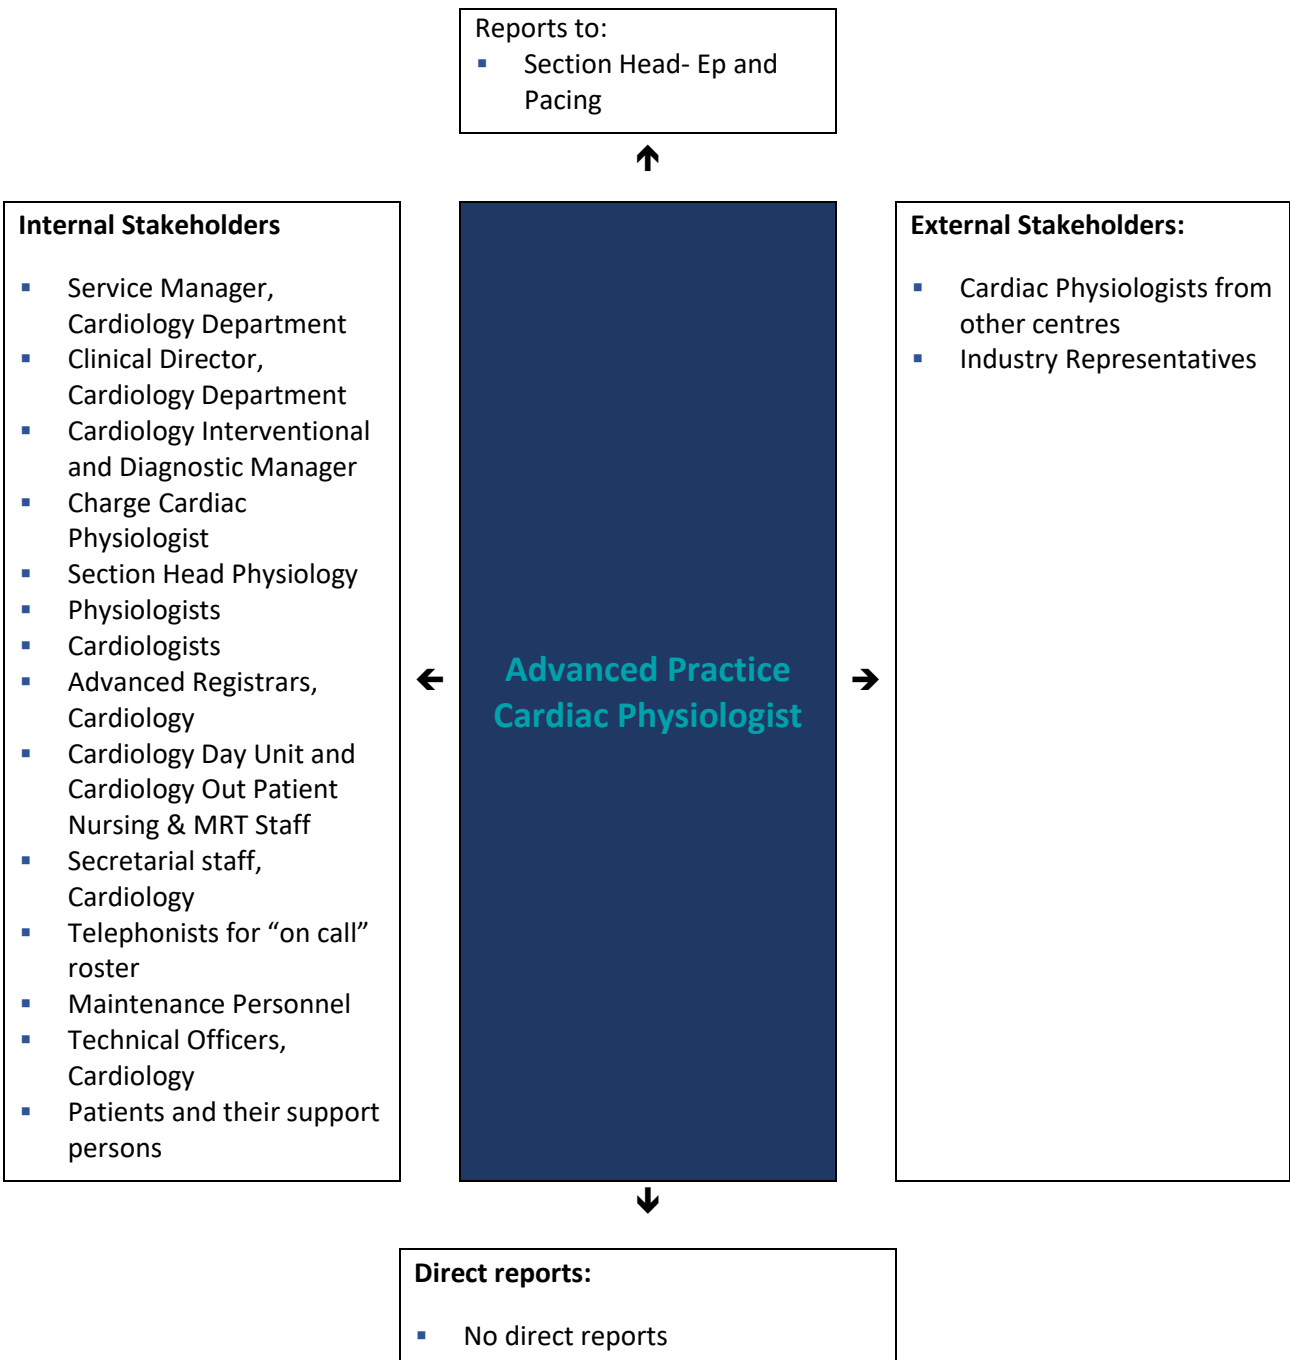 Reports to:
▪ Section Head- Ep and
Pacing
↑
Internal Stakeholders
▪ Service Manager,
Cardiology Department
▪ Clinical Director,
Cardiology Department
▪ Cardiology Interventional
and Diagnostic Manager
▪ Charge Cardiac
Physiologist
▪ Section Head Physiology
▪ Physiologists
▪ Cardiologists
▪ Advanced Registrars,
Cardiology
▪ Cardiology Day Unit and
Cardiology Out Patient
Nursing & MRT Staff
▪ Secretarial staff,
Cardiology
▪ Telephonists for “on call”
roster
▪ Maintenance Personnel
▪ Technical Officers,
Cardiology
▪ Patients and their support
persons
←
Advanced Practice
Cardiac Physiologist
→
External Stakeholders:
▪ Cardiac Physiologists from
other centres
▪ Industry Representatives
↓
Direct reports:
▪ No direct reports